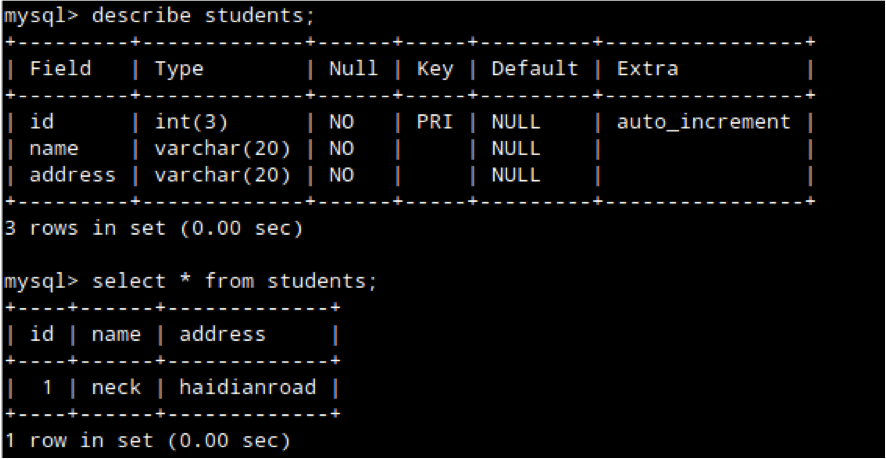 mysql> describe students;
+---------+-------------+------+-----+---------+----------------+
| Field   | Type        | Null | Key | Default | Extra          |
+---------+-------------+------+-----+---------+----------------+
| id      | int(3)      | NO   | PRI | NULL    | auto_increment |
| name    | varchar(20) | NO   |     | NULL    |                |
| address | varchar(20) | NO   |     | NULL    |                |
+---------+-------------+------+-----+---------+----------------+
3 rows in set (0.00 sec)

mysql> select * from students;
+----+------+-------------+
| id | name | address     |
+----+------+-------------+
|  1 | neck | haidianroad |
+----+------+-------------+
1 row in set (0.00 sec)